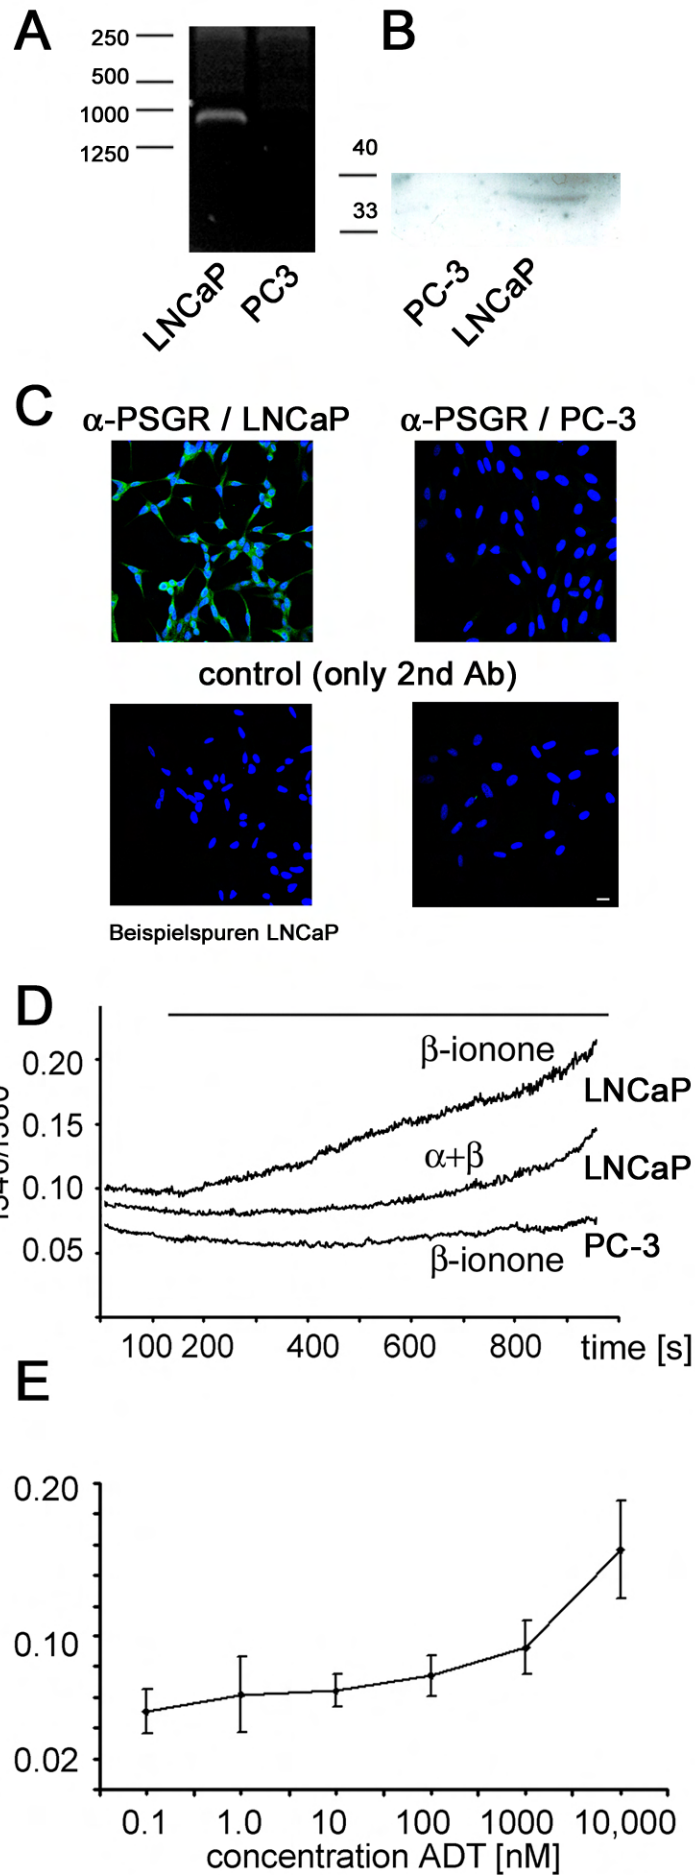 A
250
500
1000
1250
LNCaP
PC3
B
40
33
PC-3
LNCaP
C
α-PSGR / LNCaP
α-PSGR / PC-3
control (only 2nd Ab)
Beispielspuren LNCaP
D
0.20
0.15
0.10
0.05
β-ionone
LNCaP
α+β
LNCaP
β-ionone
PC-3
100 200 400 600 800 time [s]
E
0.20
0.10
0.02
0.1 1.0 10 100 1000 10,000
concentration ADT [nM]